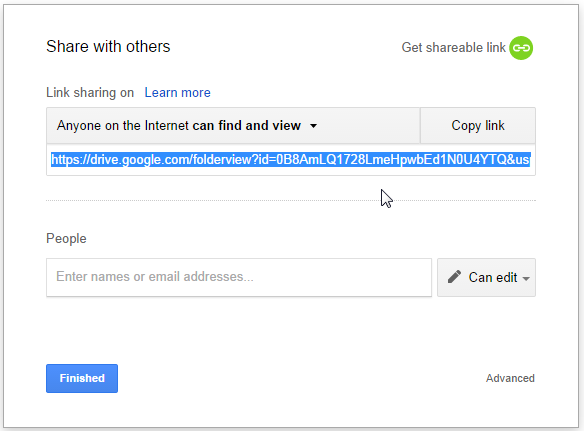 Share with others
Get shareable link
Link sharing on Learn more
Anyone on the Internet can find and view
Copy link
https://drive.google.com/folderview?id=0B8AmLQ1728LmeHpwbEd1N0U4YTQ&us
People
Enter names or email addresses...
Can edit
Finished
Advanced